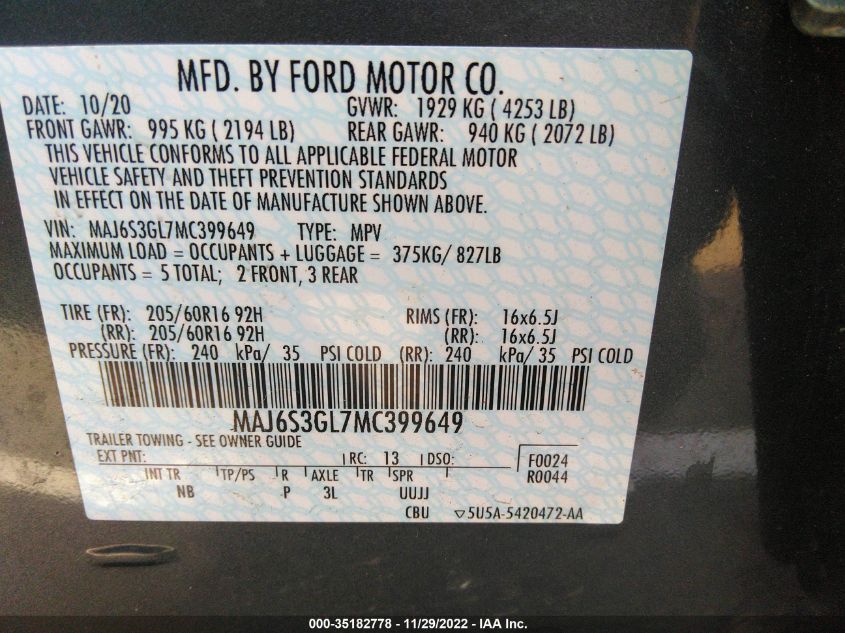 MFD. BY FORD MOTOR CO.
DATE: 10/20 GVWR: 1929 KG ( 4253 LB)
FRONT GAWR: 995 KG ( 2194 LB) REAR GAWR: 940 KG ( 2072 LB)
THIS VEHICLE CONFORMS TO ALL APPLICABLE FEDERAL MOTOR
VEHICLE SAFETY AND THEFT PREVENTION STANDARDS
IN EFFECT ON THE DATE OF MANUFACTURE SHOWN ABOVE.
VIN: MAJ6S3GL7MC399649 TYPE: MPV
MAXIMUM LOAD = OCCUPANTS + LUGGAGE = 375KG/ 827LB
OCCUPANTS = 5 TOTAL; 2 FRONT, 3 REAR
TIRE (FR): 205/60R16 92H RIMS (FR): 16x6.5J
(RR): 205/60R16 92H (RR): 16x6.5J
PRESSURE (FR): 240 kPa/ 35 PSI COLD (RR): 240 kPa/ 35 PSI COLD
MAJ6S3GL7MC399649
TRAILER TOWING - SEE OWNER GUIDE
EXT PNT: RC: 13 DSO: F0024
R0044
INT TR TP/PS R AXLE TR SPR
NB P 3L UUJJ
CBU ▽5U5A-5420472-AA
000-35182778 - 11/29/2022 - IAA Inc.